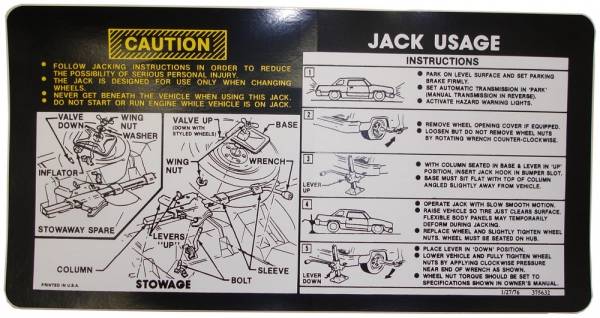 CAUTION
• FOLLOW JACKING INSTRUCTIONS IN ORDER TO REDUCE
THE POSSIBILITY OF SERIOUS PERSONAL INJURY.
• THE JACK IS DESIGNED FOR USE ONLY WHEN CHANGING
WHEELS.
• NEVER GET BENEATH THE VEHICLE WHEN USING THIS JACK.
• DO NOT START OR RUN ENGINE WHILE VEHICLE IS ON JACK.
VALVE
DOWN
WING
NUT
WASHER
INFLATOR
STOWAWAY SPARE
VALVE UP
(DOWN WITH
STYLED WHEELS)
BASE
WING
NUT
WRENCH
LEVERS
"UP"
COLUMN
SLEEVE
BOLT
STOWAGE
PRINTED IN U.S.A.
JACK USAGE
INSTRUCTIONS
1
• PARK ON LEVEL SURFACE AND SET PARKING
BRAKE FIRMLY.
• SET AUTOMATIC TRANSMISSION IN 'PARK'
(MANUAL TRANSMISSION IN REVERSE).
• ACTIVATE HAZARD WARNING LIGHTS.
2
• REMOVE WHEEL OPENING COVER IF EQUIPPED.
• LOOSEN BUT DO NOT REMOVE WHEEL NUTS
BY ROTATING WRENCH COUNTER-CLOCKWISE.
3
LEVER
UP
• WITH COLUMN SEATED IN BASE & LEVER IN 'UP'
POSITION, INSERT JACK HOOK IN BUMPER SLOT.
• BASE MUST SIT FLAT WITH TOP OF COLUMN
ANGLED SLIGHTLY AWAY FROM VEHICLE.
4
• OPERATE JACK WITH SLOW SMOOTH MOTION.
• RAISE VEHICLE SO TIRE JUST CLEARS SURFACE.
FLEXIBLE BODY PANELS MAY TEMPORARILY
DEFORM DURING JACKING.
• REPLACE WHEEL AND SLIGHTLY TIGHTEN WHEEL
NUTS. WHEEL MUST BE SEATED ON HUB.
5
LEVER
DOWN
• PLACE LEVER IN 'DOWN' POSITION.
• LOWER VEHICLE AND FULLY TIGHTEN WHEEL
NUTS BY APPLYING CLOCKWISE PRESSURE
NEAR END OF WRENCH AS SHOWN.
• WHEEL NUT TORQUE SHOULD BE SET TO
SPECIFICATIONS SHOWN IN OWNER'S MANUAL.
1/27/76 375632